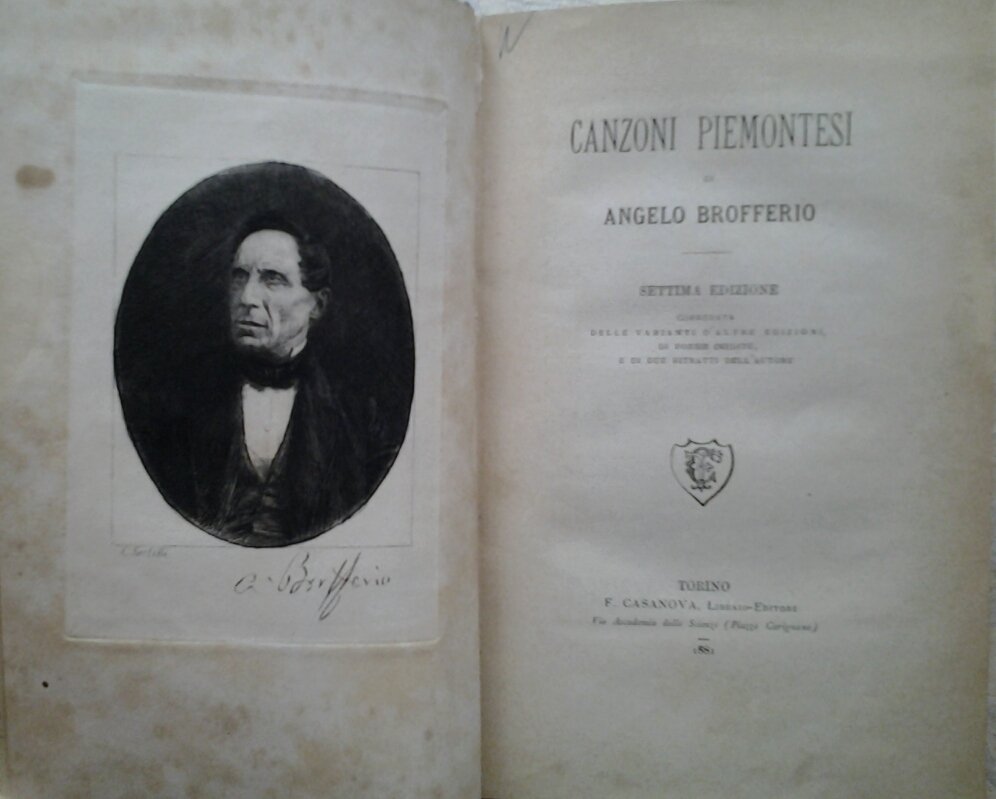 a. Brofferio
CANZONI PIEMONTESI
DI
ANGELO BROFFERIO
SETTIMA EDIZIONE
CORREDATA
DELLE VARIANTI D'ALTRE EDIZIONI,
DI POESIE INEDITE,
E DI DUE RITRATTI DELL'AUTORE
TORINO
F. CASANOVA, LIBRAIO-EDITORE
Via Accademia delle Scienze (Piazza Carignano)
1881